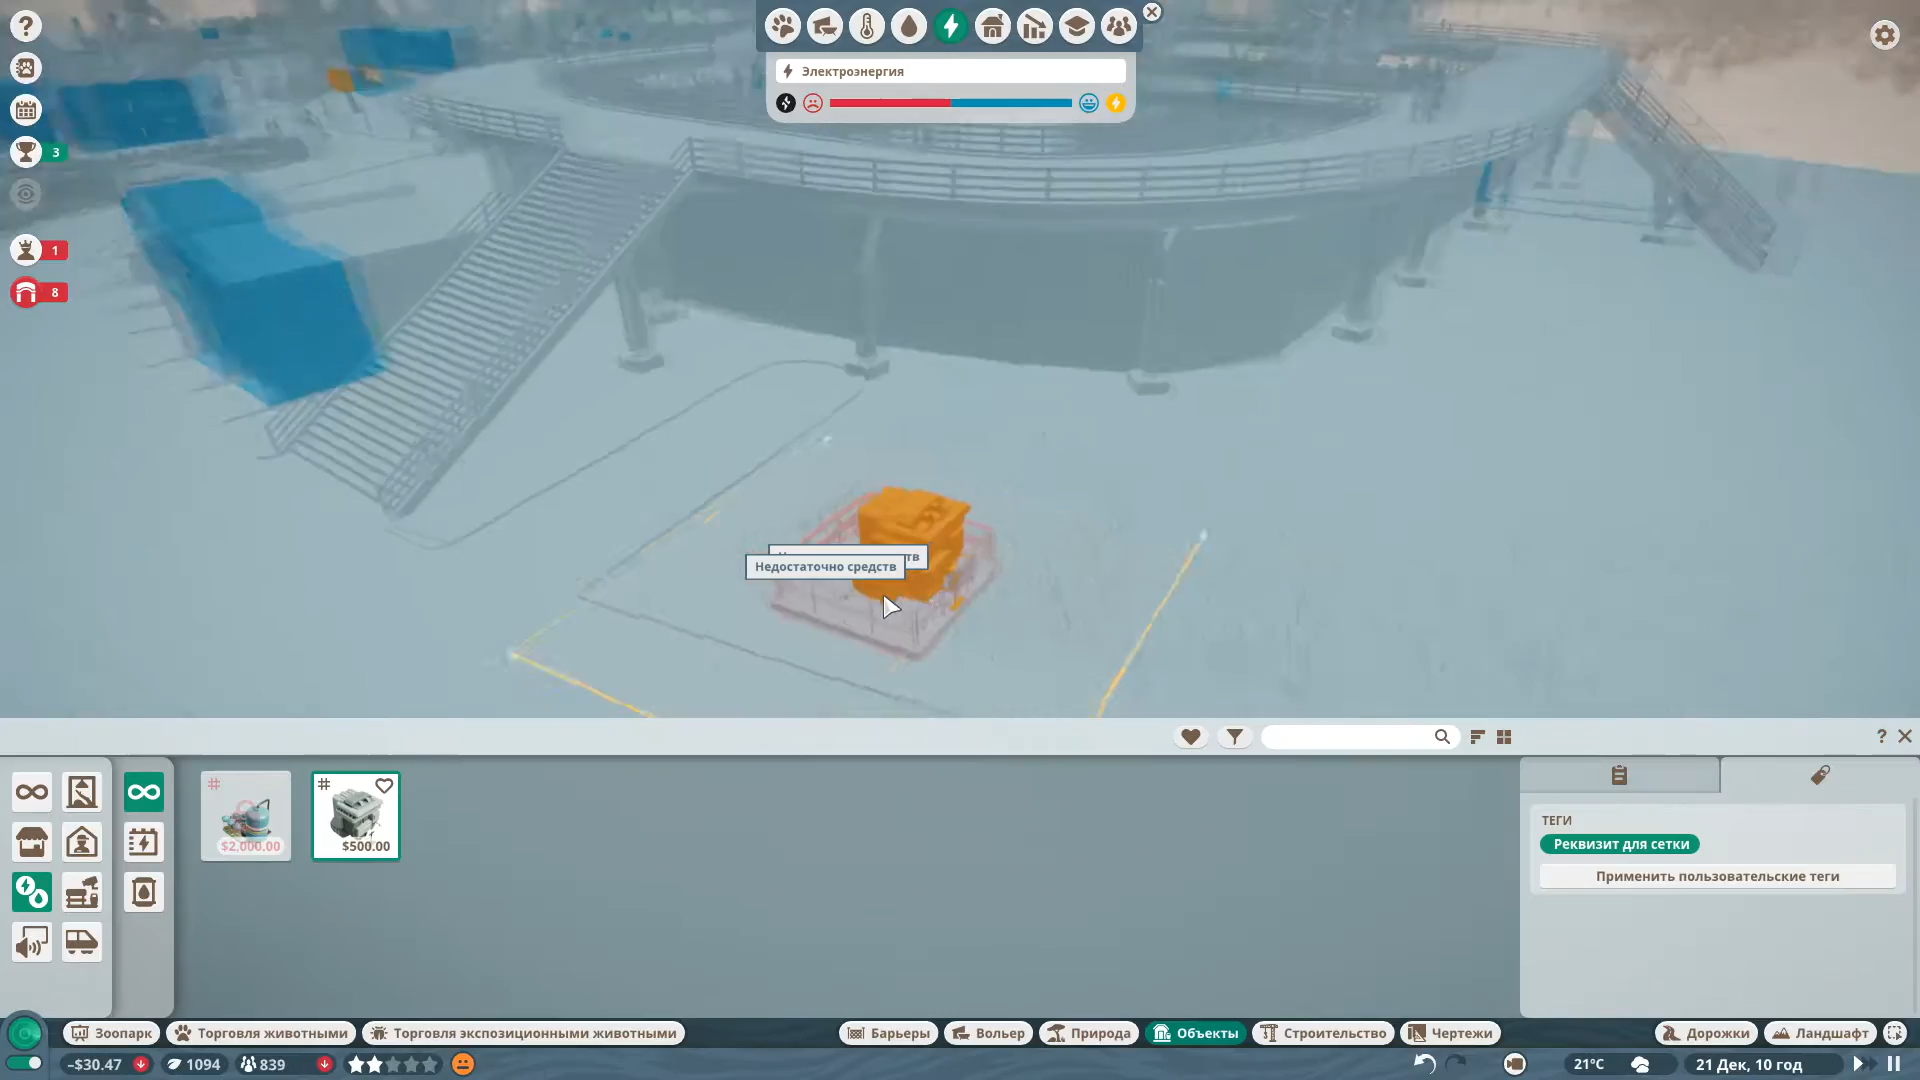 Электроэнергия
3
1
8
тв
Недостаточно средств
$2,000.00
$500.00
ТЕГИ
Реквизит для сетки
Применить пользовательские теги
Зоопарк
Торговля животными
Торговля экспозиционными животными
Барьеры
Вольер
Природа
Объекты
Строительство
Чертежи
Дорожки
Ландшафт
-$30.47
1094
839
21°C
21 Дек, 10 год